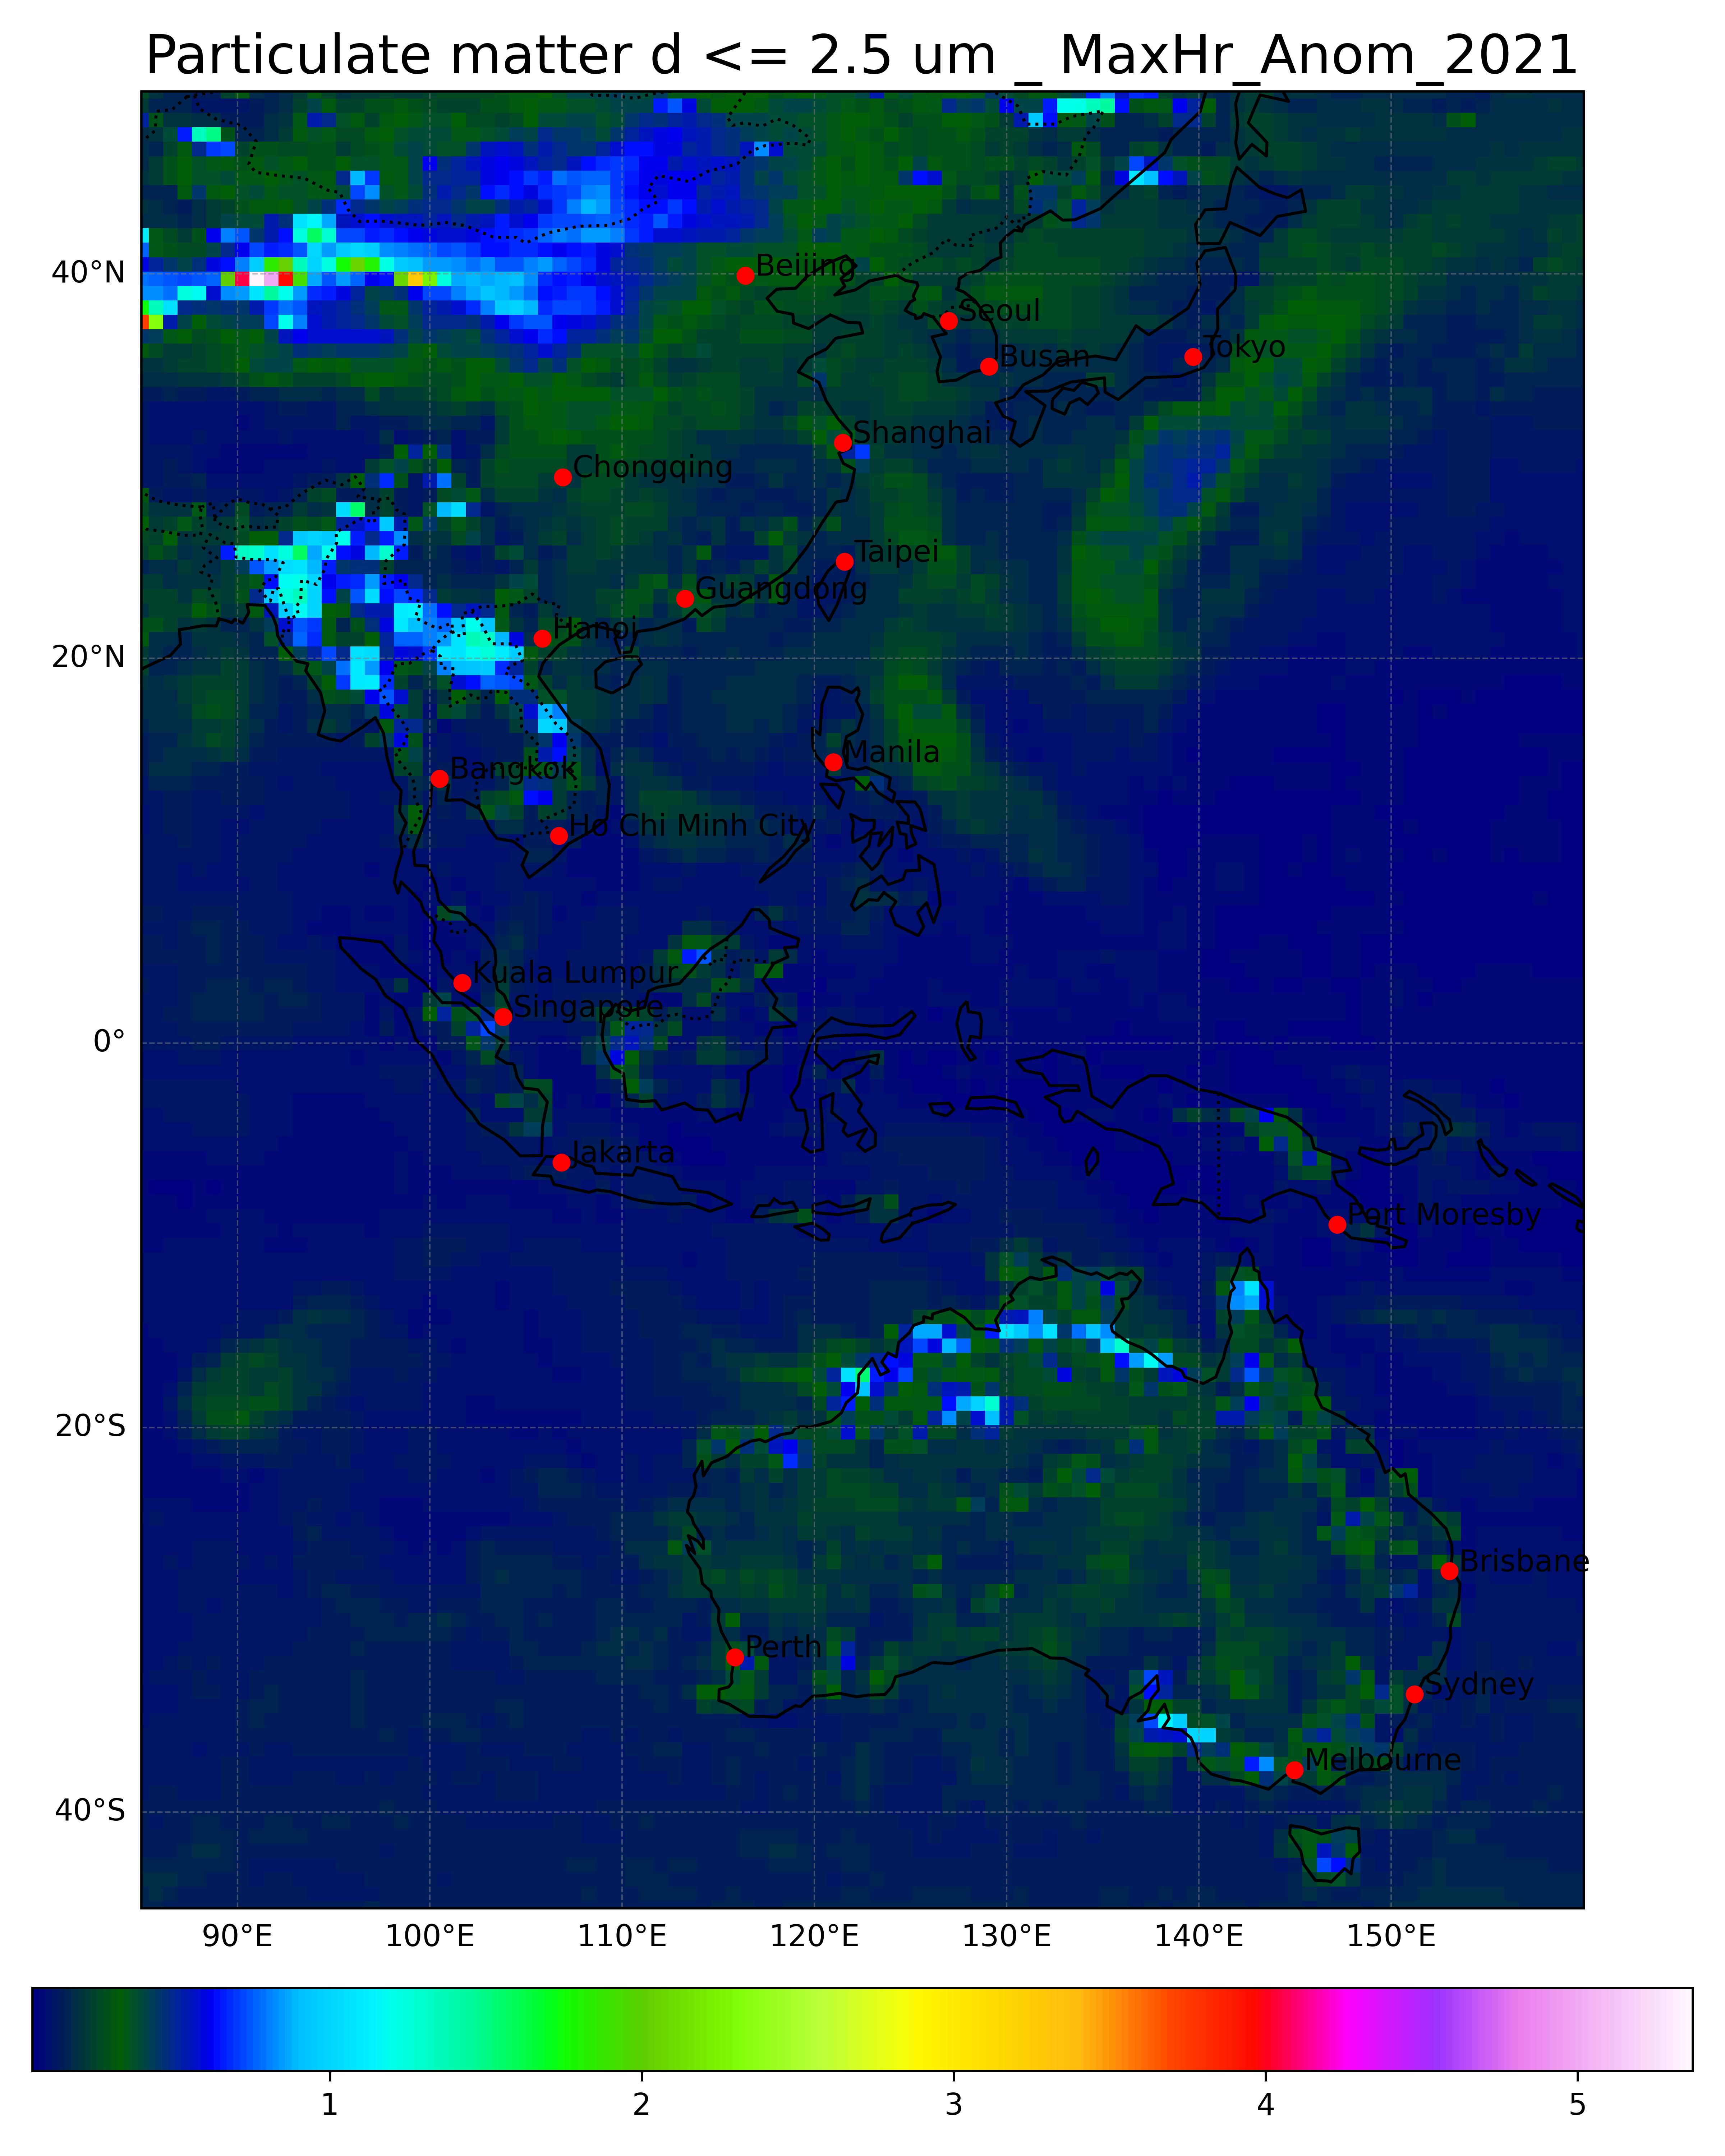 Particulate matter d <= 2.5 um _ MaxHr_Anom_2021
40°N
Beijing
Seoul
Busan
Tokyo
Shanghai
Chongqing
Taipei
Guangdong
Hanoi
20°N
Manila
Bangkok
Ho Chi Minh City
Kuala Lumpur
Singapore
0°
Jakarta
Port Moresby
20°S
Brisbane
Perth
Sydney
Melbourne
40°S
90°E 100°E 110°E 120°E 130°E 140°E 150°E
1 2 3 4 5